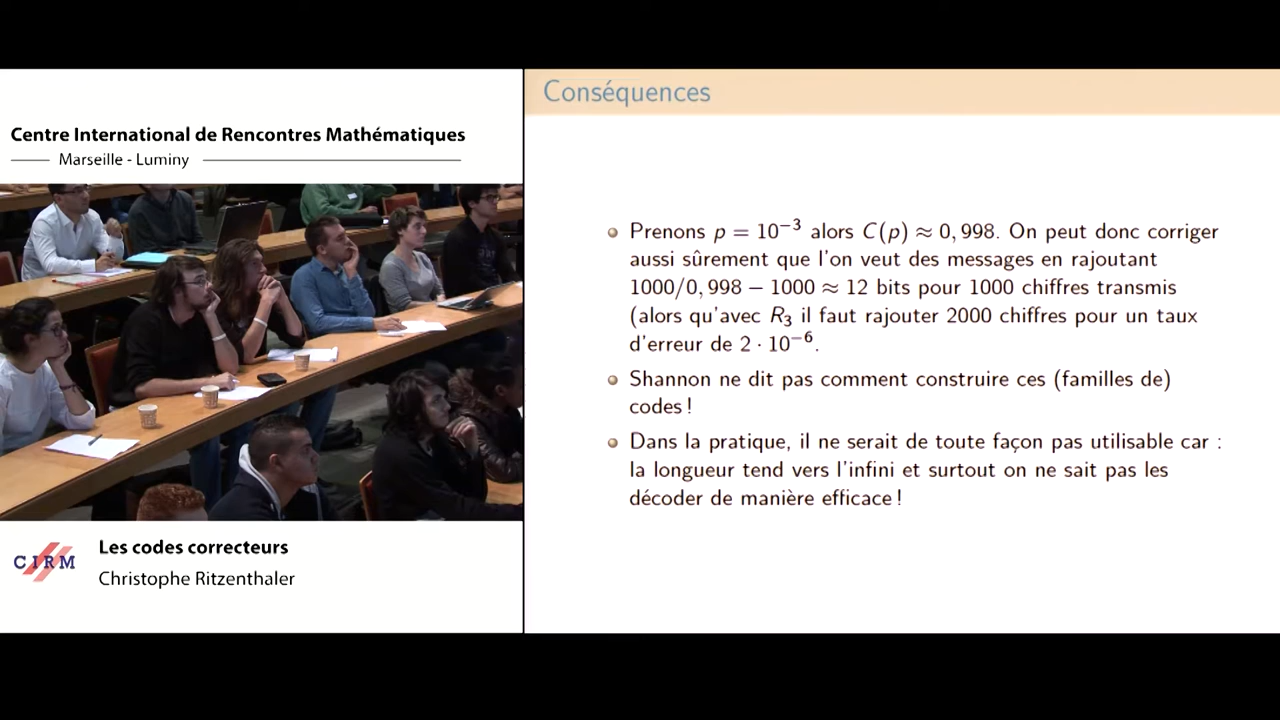 Centre International de Rencontres Mathématiques
Marseille - Luminy
CIRM
Les codes correcteurs
Christophe Ritzenthaler
Conséquences
Prenons p = 10⁻³ alors C(p) ≈ 0, 998. On peut donc corriger
aussi sûrement que l'on veut des messages en rajoutant
1000/0, 998 − 1000 ≈ 12 bits pour 1000 chiffres transmis
(alors qu'avec R₃ il faut rajouter 2000 chiffres pour un taux
d'erreur de 2 · 10⁻⁶.
Shannon ne dit pas comment construire ces (familles de)
codes !
Dans la pratique, il ne serait de toute façon pas utilisable car :
la longueur tend vers l'infini et surtout on ne sait pas les
décoder de manière efficace !